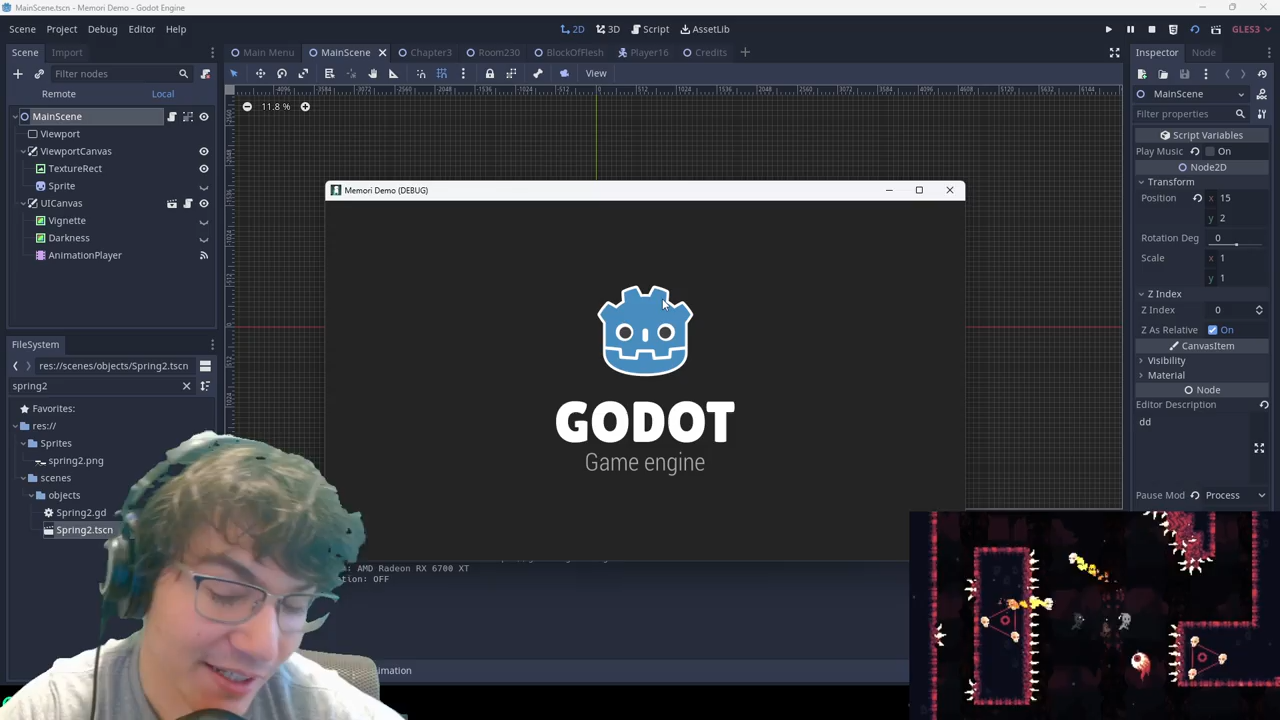 MainScene.tscn - Memori Demo - Godot Engine
Scene Project Debug Editor Help
2D 3D Script AssetLib
GLES3
Scene Import
Main Menu MainScene Chapter3 Room230 BlockOfFlesh Player16 Credits
Inspector Node
Filter nodes
View
Remote Local
MainScene
Viewport
ViewportCanvas
TextureRect
Sprite
UICanvas
Vignette
Darkness
AnimationPlayer
11.8 %
Memori Demo (DEBUG)
GODOT
Game engine
FileSystem
res://scenes/objects/Spring2.tscn
spring2
Favorites:
res://
Sprites
spring2.png
scenes
objects
Spring2.gd
Spring2.tscn
AMD Radeon RX 6700 XT
OFF
MainScene
Filter properties
Script Variables
Play Music On
Node2D
Transform
Position x 15
y 2
Rotation Deg 0
Scale x 1
y 1
Z Index
Z Index 0
Z As Relative On
CanvasItem
Visibility
Material
Node
Editor Description
dd
Pause Mod Process